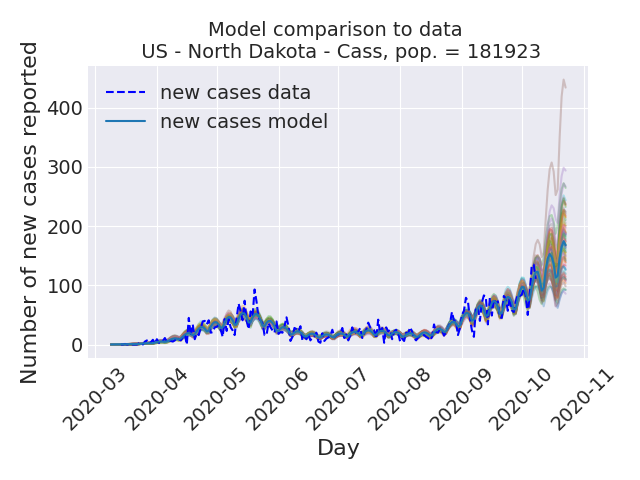 Model comparison to data
US - North Dakota - Cass, pop. = 181923
Number of new cases reported
400
300
200
100
0
new cases data
new cases model
2020-03
2020-04
2020-05
2020-06
2020-07
2020-08
2020-09
2020-10
2020-11
Day